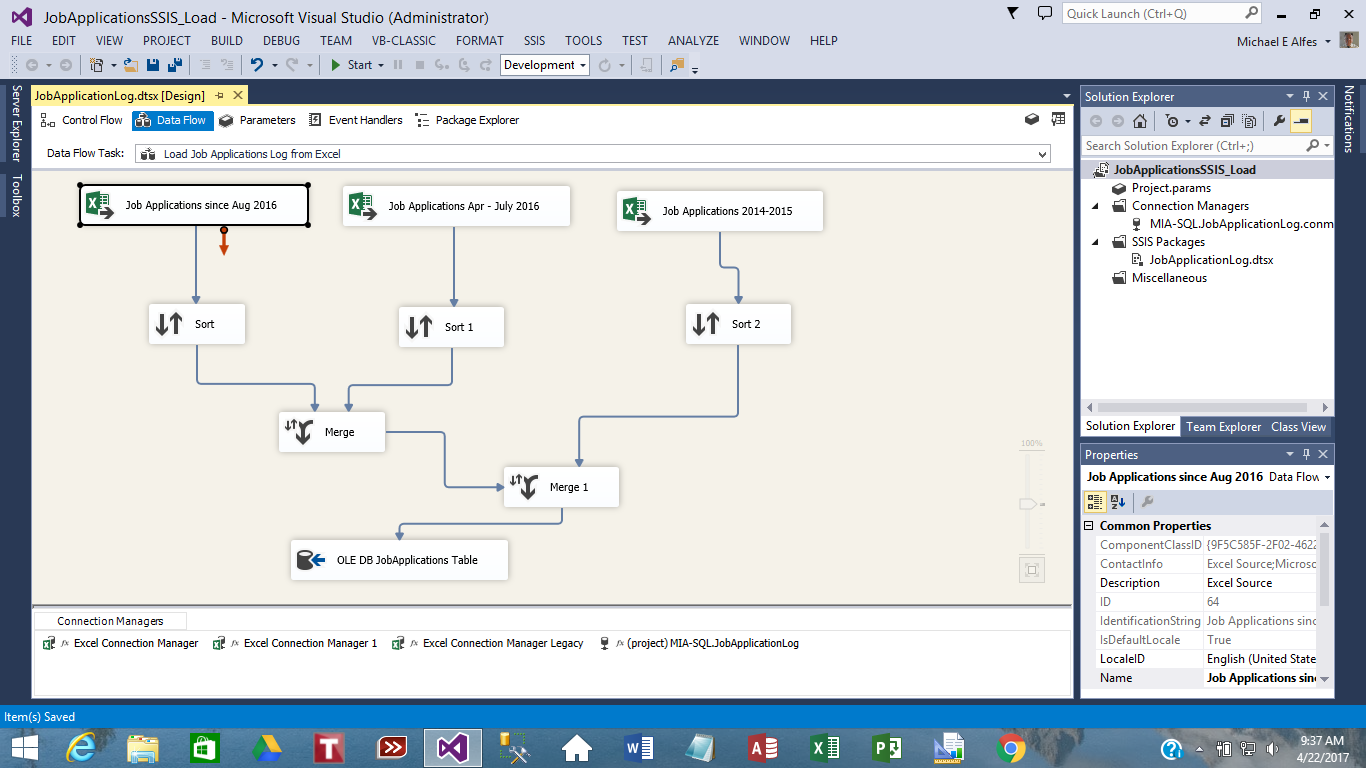 JobApplicationsSSIS_Load - Microsoft Visual Studio (Administrator)
Quick Launch (Ctrl+Q)
FILE EDIT VIEW PROJECT BUILD DEBUG TEAM VB-CLASSIC FORMAT SSIS TOOLS TEST ANALYZE WINDOW HELP
Michael E Alfes
Start
Development
Server Explorer
Toolbox
JobApplicationLog.dtsx [Design]
Control Flow Data Flow Parameters Event Handlers Package Explorer
Data Flow Task: Load Job Applications Log from Excel
Job Applications since Aug 2016
Job Applications Apr - July 2016
Job Applications 2014-2015
Sort
Sort 1
Sort 2
Merge
Merge 1
OLE DB JobApplications Table
100%
Connection Managers
fx Excel Connection Manager
fx Excel Connection Manager 1
fx Excel Connection Manager Legacy
fx (project) MIA-SQL.JobApplicationLog
Solution Explorer
Search Solution Explorer (Ctrl+;)
JobApplicationsSSIS_Load
Project.params
Connection Managers
MIA-SQL.JobApplicationLog.conm
SSIS Packages
JobApplicationLog.dtsx
Miscellaneous
Solution Explorer Team Explorer Class View
Properties
Job Applications since Aug 2016 Data Flow
Common Properties
ComponentClassID {9F5C585F-2F02-4622
ContactInfo Excel Source;Microso
Description Excel Source
ID 64
IdentificationString Job Applications sinc
IsDefaultLocale True
LocaleID English (United State
Name Job Applications sin
Notifications
Item(s) Saved
9:37 AM
4/22/2017